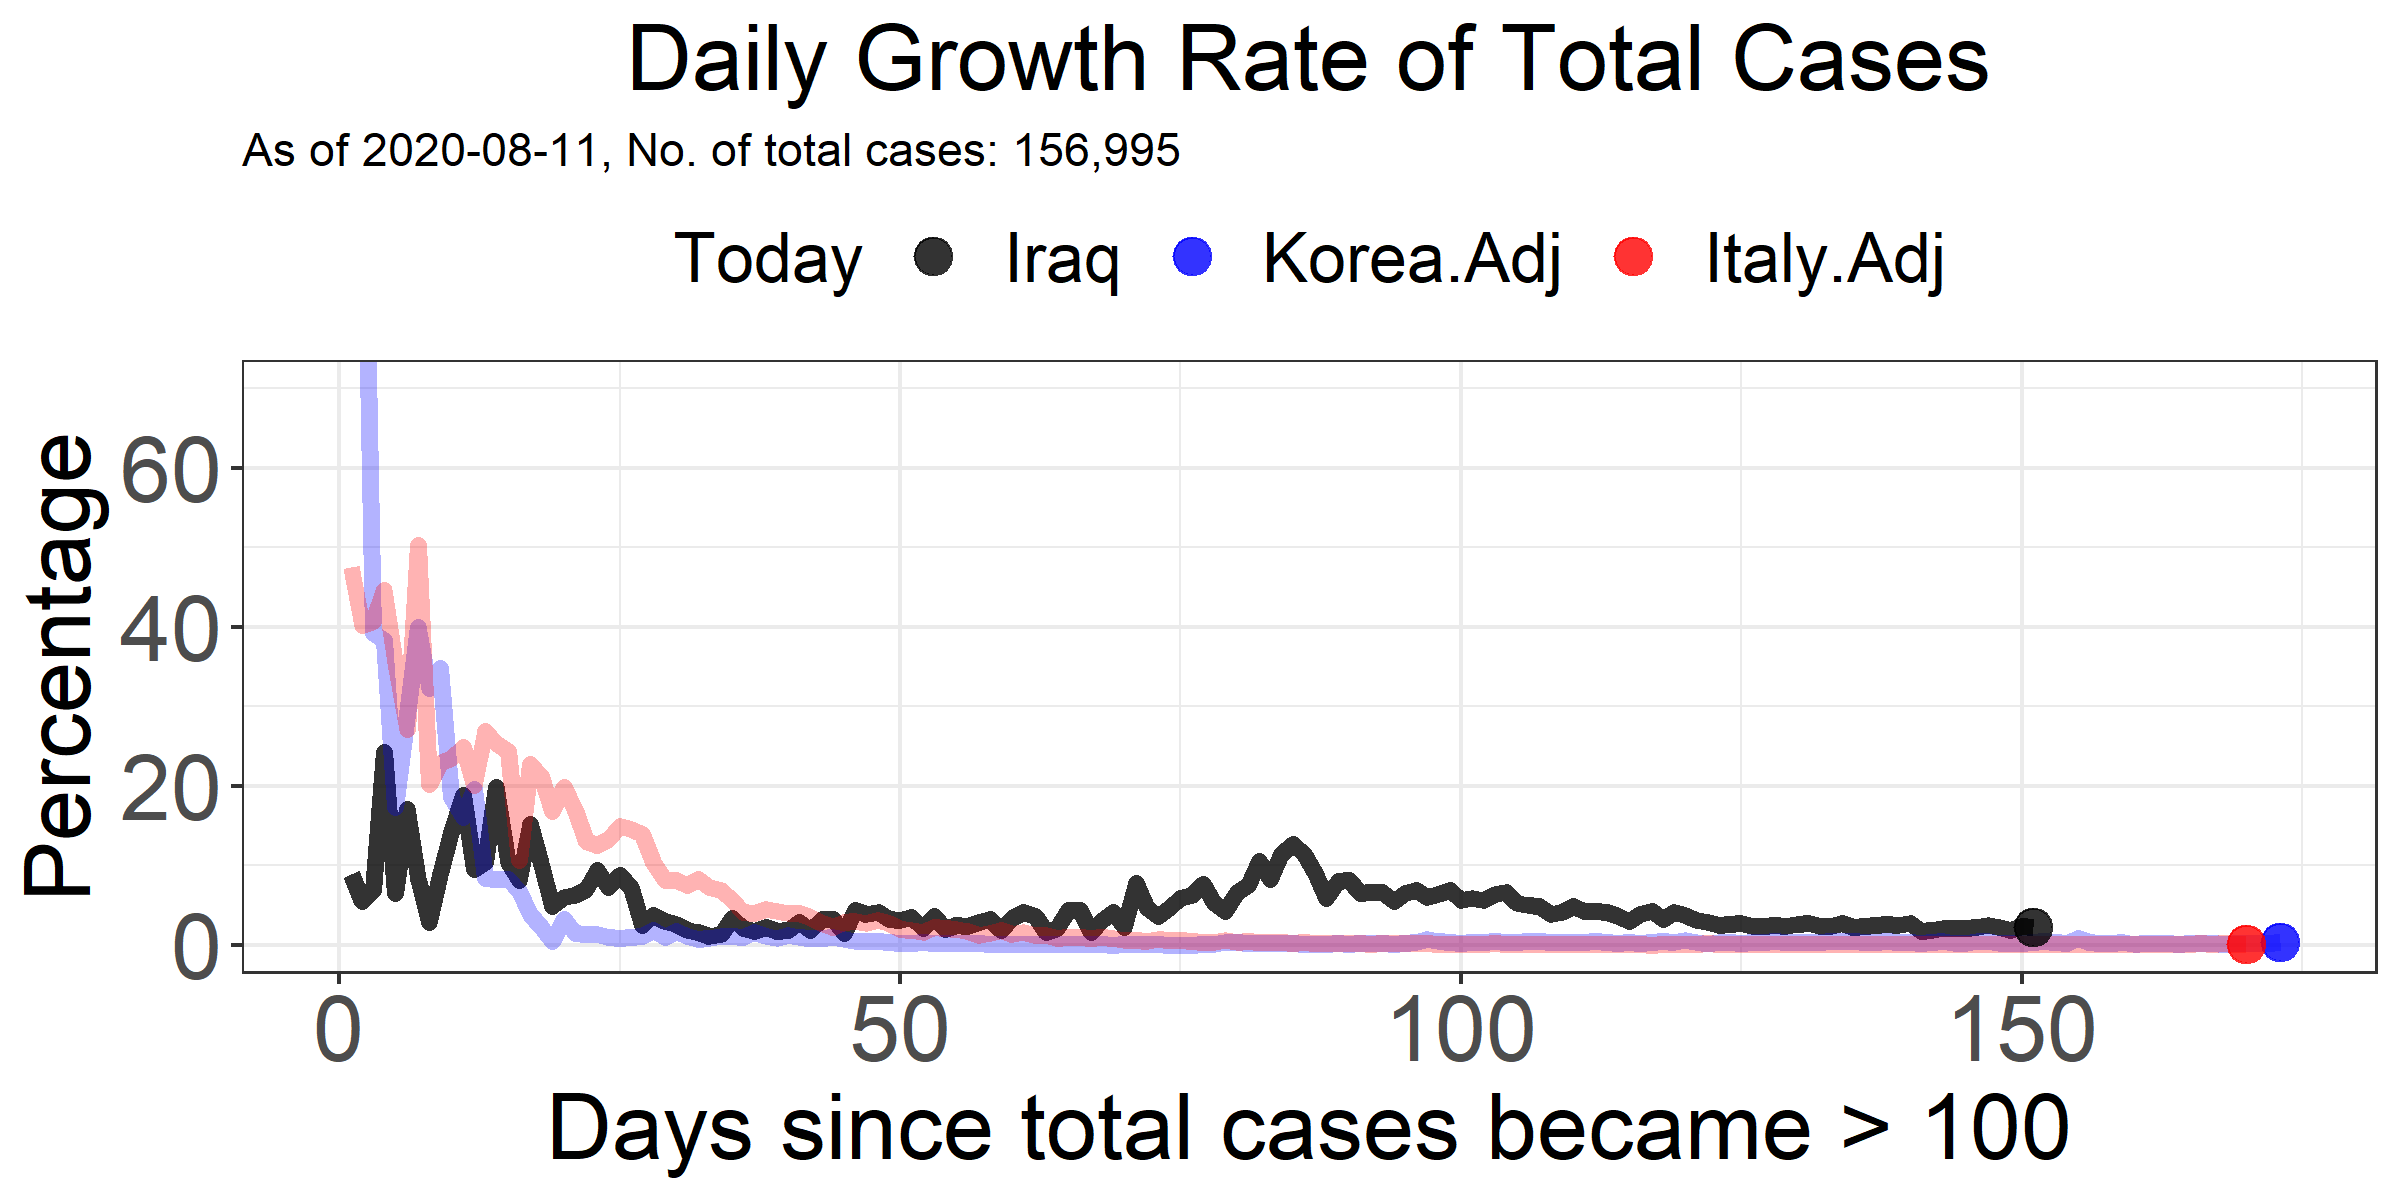 Daily Growth Rate of Total Cases
As of 2020-08-11, No. of total cases: 156,995
Today Iraq Korea.Adj Italy.Adj
Percentage
60
40
20
0
0 50 100 150
Days since total cases became > 100